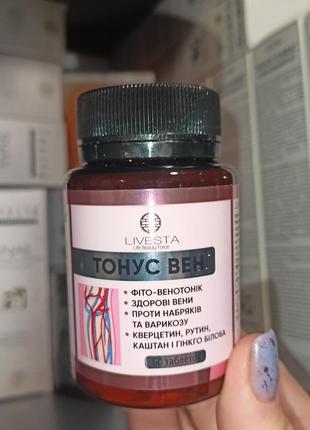 LIVESTA
Life Beauty Force
ТОНУС ВЕН
• ФІТО-ВЕНОТОНІК
• ЗДОРОВІ ВЕНИ
• ПРОТИ НАБРЯКІВ
ТА ВАРИКОЗУ
• КВЕРЦЕТИН, РУТИН,
КАШТАН І ГІНКГО БІЛОБА
60 таблеток